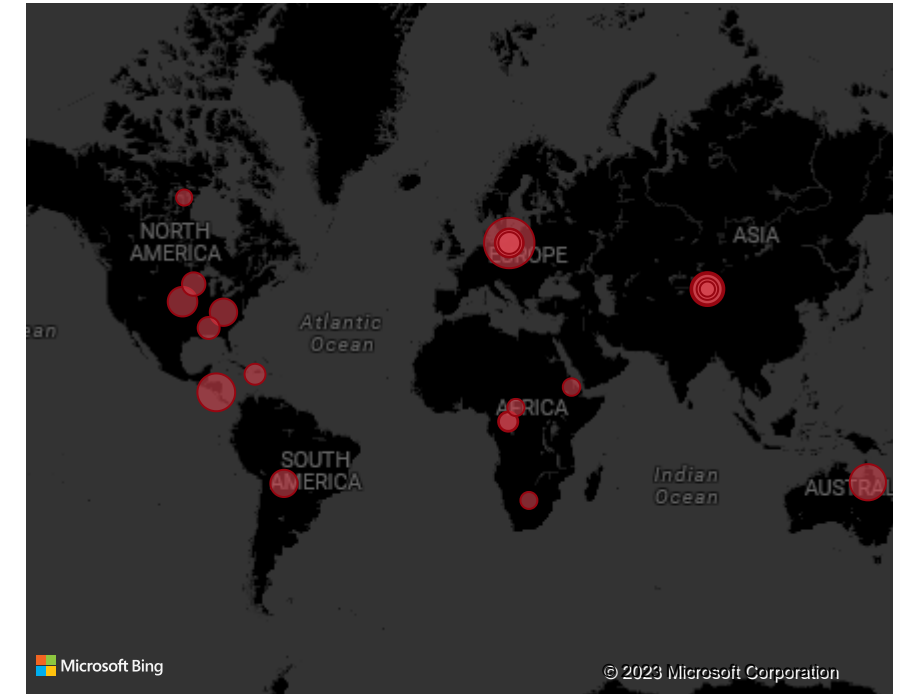 NORTH
AMERICA
EUROPE
ASIA
ean
Atlantic
Ocean
AFRICA
SOUTH
AMERICA
Indian
Ocean
AUSTRAL
Microsoft Bing
© 2023 Microsoft Corporation